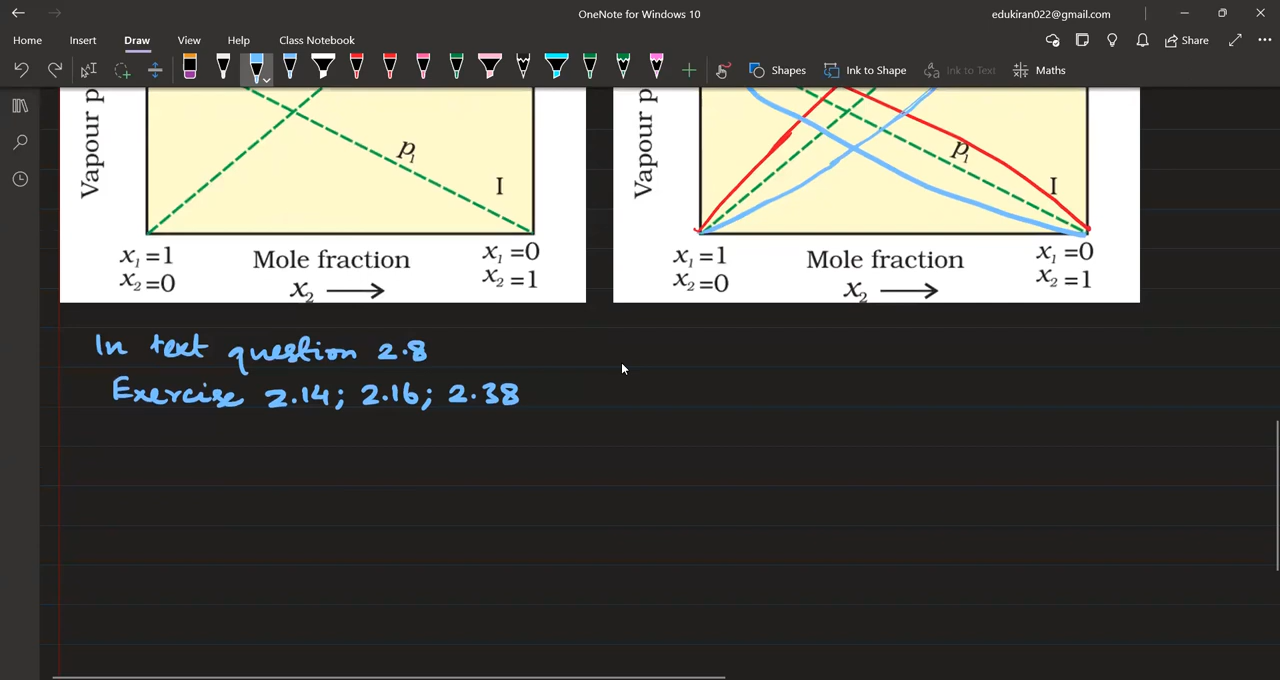 OneNote for Windows 10
edukiran022@gmail.com
Home Insert Draw View Help Class Notebook
Share
Shapes Ink to Shape Ink to Text Maths
Vapour p
p₁
I
x₁=1
x₂=0
Mole fraction
x₂
x₁=0
x₂=1
Vapour p
p₁
I
x₁=1
x₂=0
Mole fraction
x₂
x₁=0
x₂=1
In text question 2.8
Exercise 2.14; 2.16; 2.38